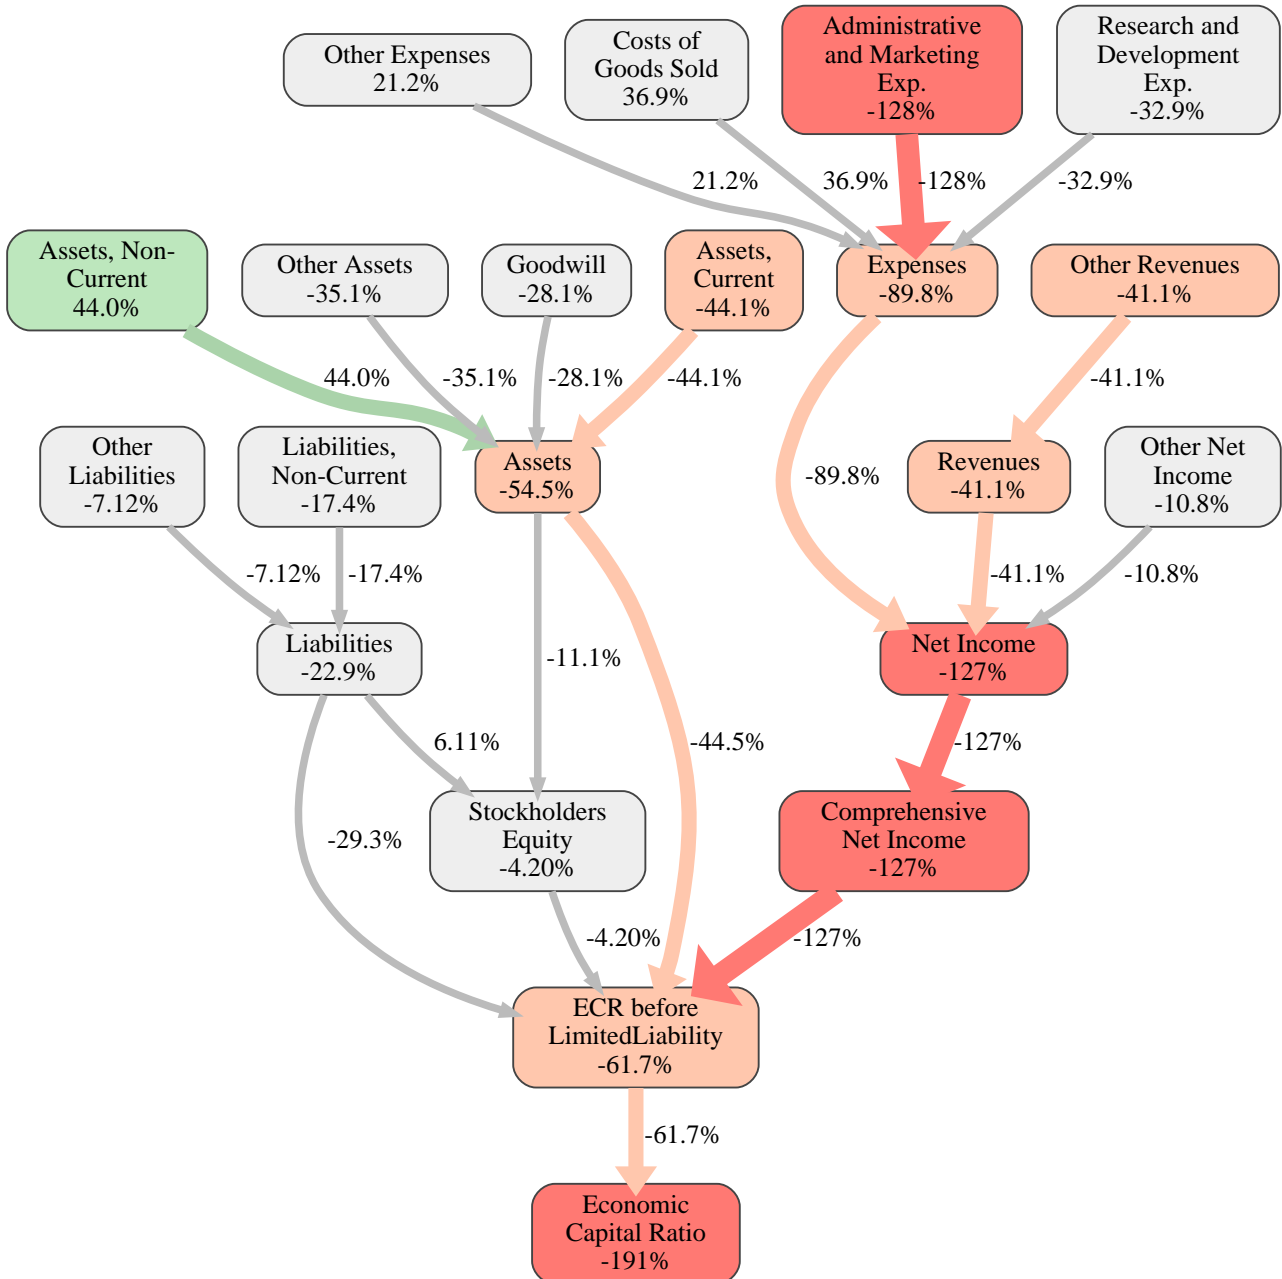 Other Expenses
21.2%
Costs of
Goods Sold
36.9%
Administrative
and Marketing
Exp.
-128%
Research and
Development
Exp.
-32.9%
21.2%
36.9%
-128%
-32.9%
Assets, Non-
Current
44.0%
Other Assets
-35.1%
Goodwill
-28.1%
Assets,
Current
-44.1%
Expenses
-89.8%
Other Revenues
-41.1%
44.0%
-35.1%
-28.1%
-44.1%
-41.1%
Other
Liabilities
-7.12%
Liabilities,
Non-Current
-17.4%
Assets
-54.5%
-89.8%
Revenues
-41.1%
Other Net
Income
-10.8%
-7.12%
-17.4%
-41.1%
-10.8%
Liabilities
-22.9%
-11.1%
Net Income
-127%
6.11%
-44.5%
-127%
-29.3%
Stockholders
Equity
-4.20%
Comprehensive
Net Income
-127%
-4.20%
-127%
ECR before
LimitedLiability
-61.7%
-61.7%
Economic
Capital Ratio
-191%